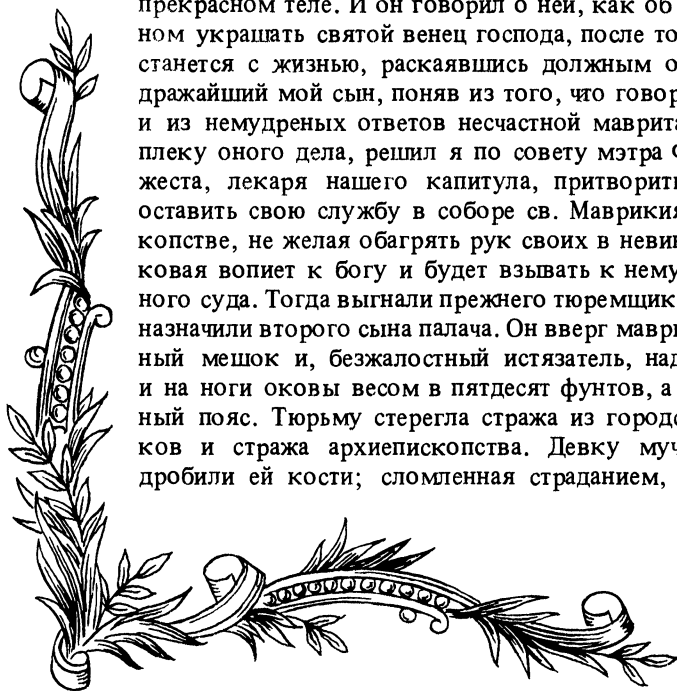 прекрасном теле. И он говорил о ней, как об
ном украшать святой венец господа, после то
станется с жизнью, раскаявшись должным о
дражайший мой сын, поняв из того, что говор
и из немудреных ответов несчастной маврита
плеку оного дела, решил я по совету мэтра
жеста, лекаря нашего капитула, притворит
оставить свою службу в соборе св. Маврикия
копстве, не желая обагрять рук своих в невин
ковая вопиет к богу и будет взывать к нему
ного суда. Тогда выгнали прежнего тюремщик
назначили второго сына палача. Он вверг маври
ный мешок и, безжалостный истязатель, над
и на ноги оковы весом в пятдесят фунтов, а
ный пояс. Тюрьму стерегла стража из городс
ков и стража архиепископства. Девку муч
дробили ей кости; сломленная страданием,